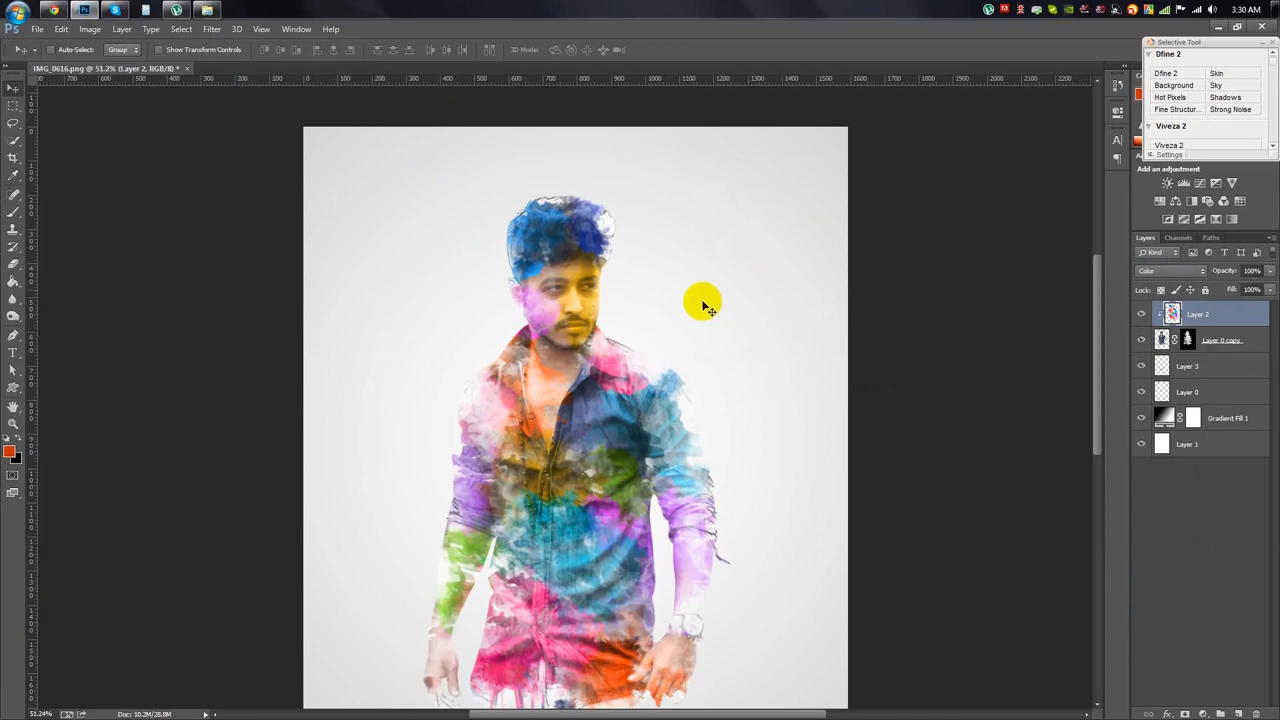 3:30 AM
Ps File Edit Image Layer Type Select Filter 3D View Window Help
Auto-Select: Group Show Transform Controls 3D Mode:
Selective Tool
IMG_0616.png @ 51.2% (Layer 2, RGB/8) *
Dfine 2
Dfine 2 Skin
Background Sky
Hot Pixels Shadows
Fine Structur... Strong Noise
Viveza 2
Viveza 2
Settings
Add an adjustment
Layers Channels Paths
Kind
Color Opacity: 100%
Lock: Fill: 100%
Layer 2
Layer 0 copy
Layer 3
Layer 0
Gradient Fill 1
Layer 1
51.24% Doc: 10.2M/28.8M